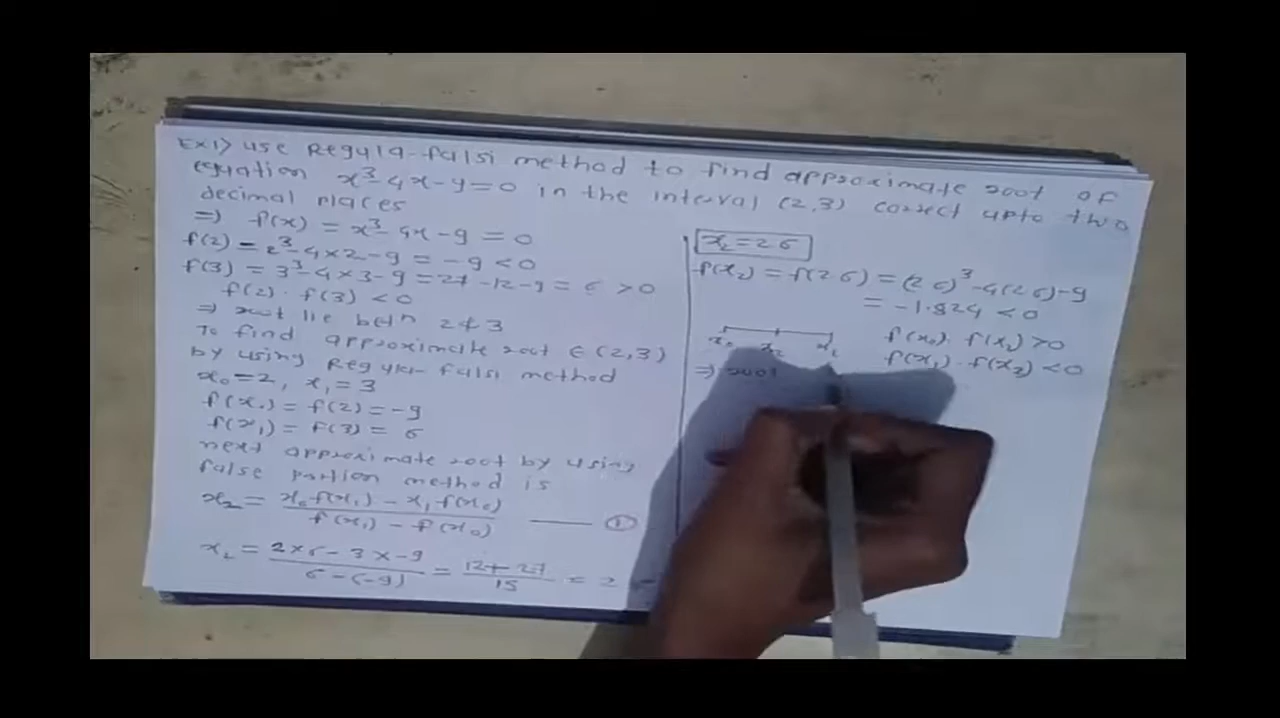 EX1) Use Regula-falsi method to find approximate root of
equation x³-4x-9=0 in the interval (2,3) correct upto two
decimal places
⇒ f(x) = x³-4x-9 = 0
f(2) = 2³-4×2-9 = -9 < 0
f(3) = 3³-4×3-9 = 27-12-9 = 6 > 0
f(2). f(3) < 0
⇒ root lie betn 2 & 3
To find approximate root ∈ (2,3)
by using Regula-falsi method
x₀=2, x₁=3
f(x₀) = f(2) = -9
f(x₁) = f(3) = 6
next approximate root by using
false position method is
x₂ = x₀f(x₁) - x₁f(x₀) / f(x₁) - f(x₀) —— ①
x₂ = 2×6-3×-9 / 6-(-9) = 12+27 / 15 = 2
x₂=2.6
f(x₂) = f(2.6) = (2.6)³-4(2.6)-9
= -1.824 < 0
x₀ x₂ x₁
f(x₀). f(x₂) > 0
f(x₁). f(x₂) < 0
⇒ root